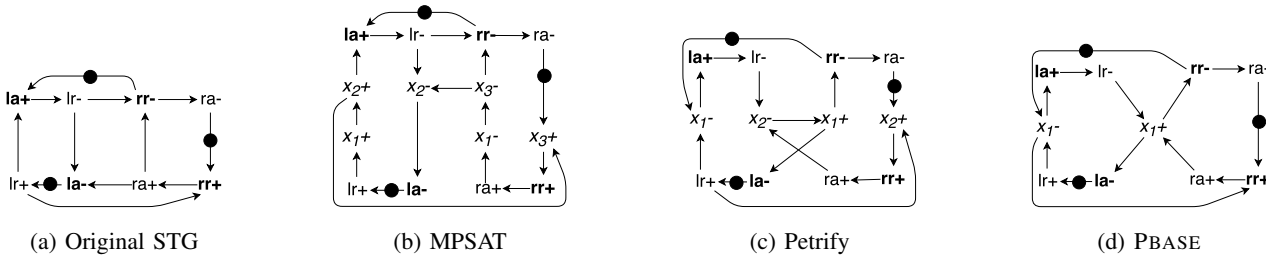 la+ lr- rr- ra-
lr+ la- ra+ rr+
(a) Original STG
la+ lr- rr- ra-
x2+ x2- x3-
x1+ x1- x3+
lr+ la- ra+ rr+
(b) MPSAT
la+ lr- rr- ra-
x1- x2- x1+ x2+
lr+ la- ra+ rr+
(c) Petrify
la+ lr- rr- ra-
x1- x1+
lr+ la- ra+ rr+
(d) PBASE